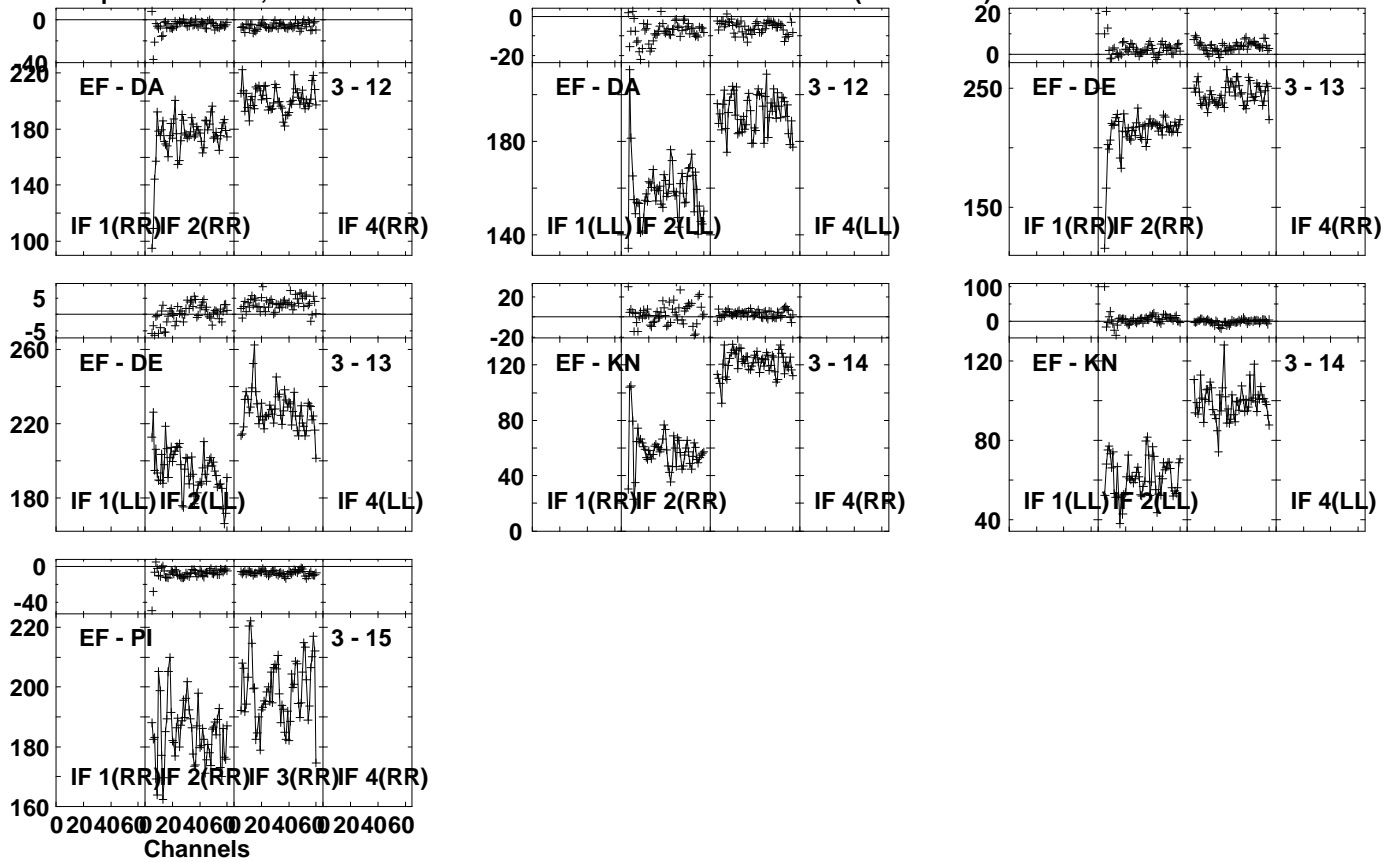 0
-40
220
180
140
100
EF - DA
3 - 12
IF 1(RR)
IF 2(RR)
IF 4(RR)
0
-20
180
140
EF - DA
3 - 12
IF 1(LL)
IF 2(LL)
IF 4(LL)
20
0
250
150
EF - DE
3 - 13
IF 1(RR)
IF 2(RR)
IF 4(RR)
5
-5
260
220
180
EF - DE
3 - 13
IF 1(LL)
IF 2(LL)
IF 4(LL)
20
-20
120
80
40
0
EF - KN
3 - 14
IF 1(RR)
IF 2(RR)
IF 4(RR)
100
0
120
80
40
EF - KN
3 - 14
IF 1(LL)
IF 2(LL)
IF 4(LL)
0
-40
220
200
180
160
EF - PI
3 - 15
IF 1(RR)
IF 2(RR)
IF 3(RR)
IF 4(RR)
0 20 40 60 0 20 40 60 0 20 40 60 0 20 40 60
Channels